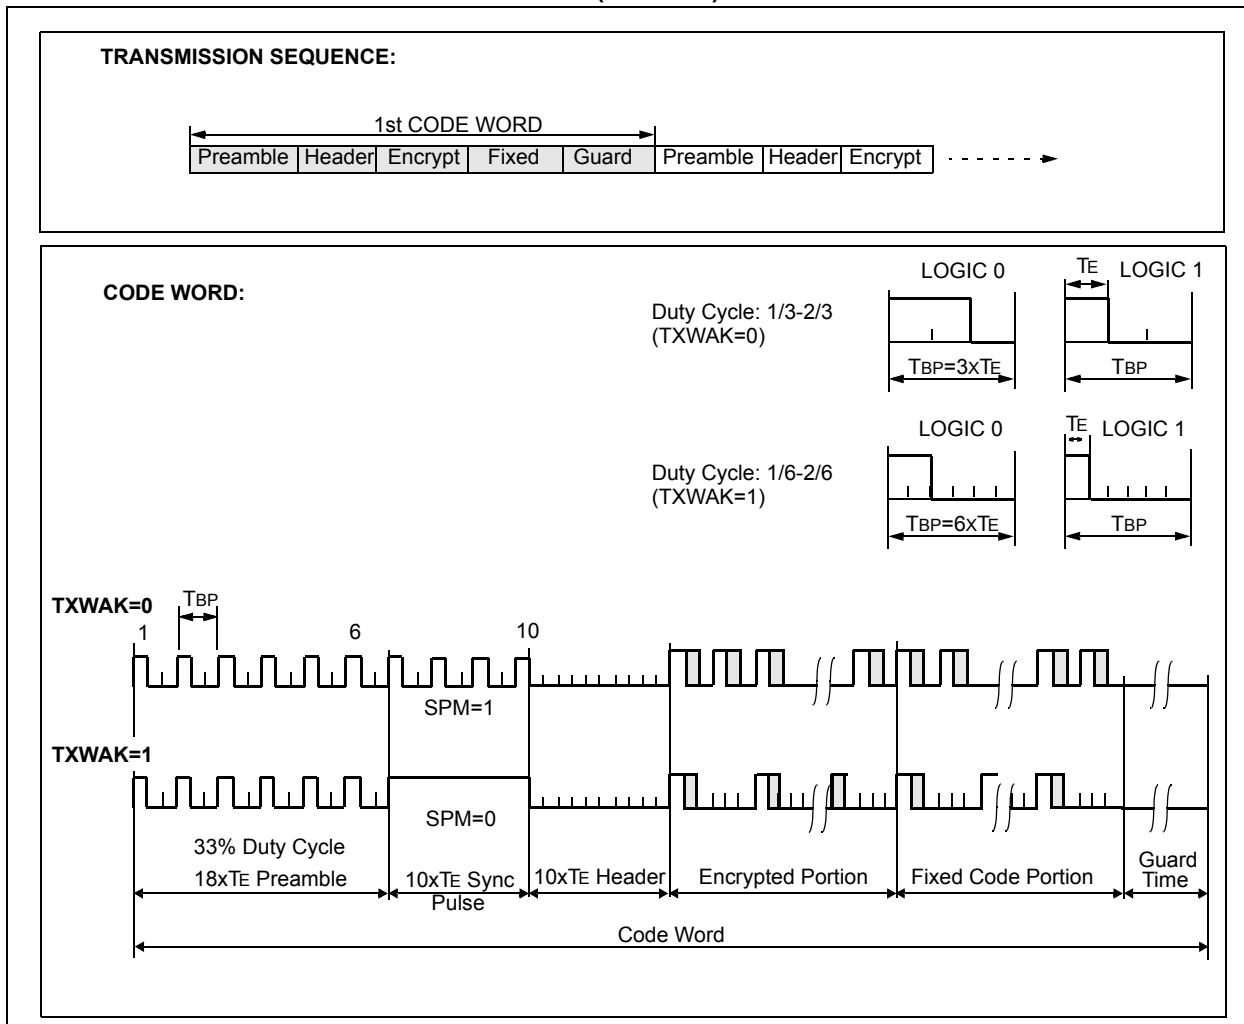 TRANSMISSION SEQUENCE:
1st CODE WORD
Preamble Header Encrypt Fixed Guard Preamble Header Encrypt
CODE WORD:
LOGIC 0 TE LOGIC 1
Duty Cycle: 1/3-2/3
(TXWAK=0)
TBP=3XTE TBP
LOGIC 0 TE LOGIC 1
Duty Cycle: 1/6-2/6
(TXWAK=1)
TBP=6XTE TBP
TXWAK=0 TBP
1 6 10
SPM=1
TXWAK=1
SPM=0
33% Duty Cycle
18xTE Preamble
10xTE Sync
Pulse
10xTE Header
Encrypted Portion
Fixed Code Portion
Guard
Time
Code Word